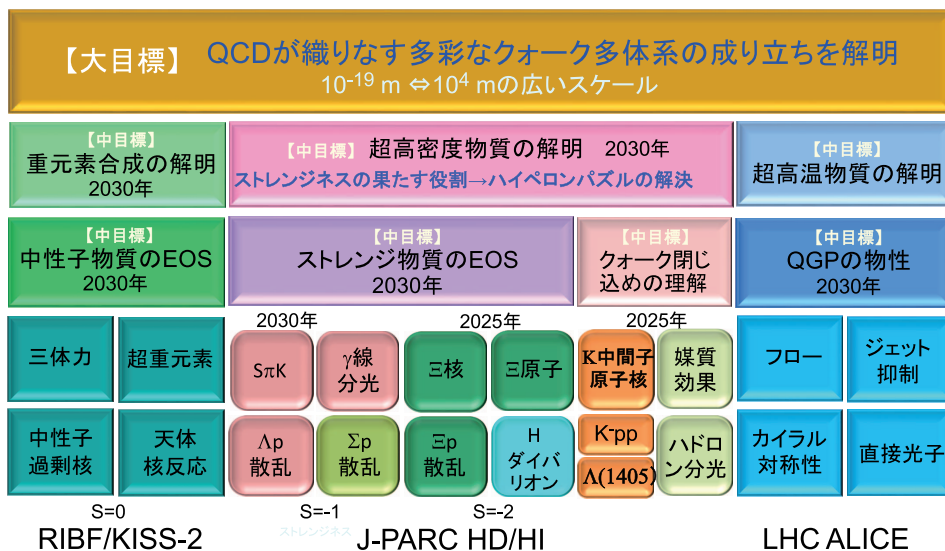 【大目標】 QCDが織りなす多彩なクォーク多体系の成り立ちを解明
10-19 m ⇔104 mの広いスケール
【中目標】
重元素合成の解明
2030年
【中目標】 超高密度物質の解明 2030年
ストレンジネスの果たす役割→ハイペロンパズルの解決
【中目標】
超高温物質の解明
【中目標】
中性子物質のEOS
2030年
【中目標】
ストレンジ物質のEOS
2030年
【中目標】
クォーク閉じ
込めの理解
【中目標】
QGPの物性
2030年
2030年
2025年
2025年
三体力
超重元素
SπK
γ線
分光
Ξ核
Ξ原子
K中間子
原子核
媒質
効果
フロー
ジェット
抑制
中性子
過剰核
天体
核反応
Λp
散乱
Σp
散乱
Ξp
散乱
H
ダイバ
リオン
K-pp
Λ(1405)
ハドロ
ン分光
カイラル
対称性
直接光子
S=0
S=-1
S=-2
ストレンジネス
RIBF/KISS-2
J-PARC HD/HI
LHC ALICE